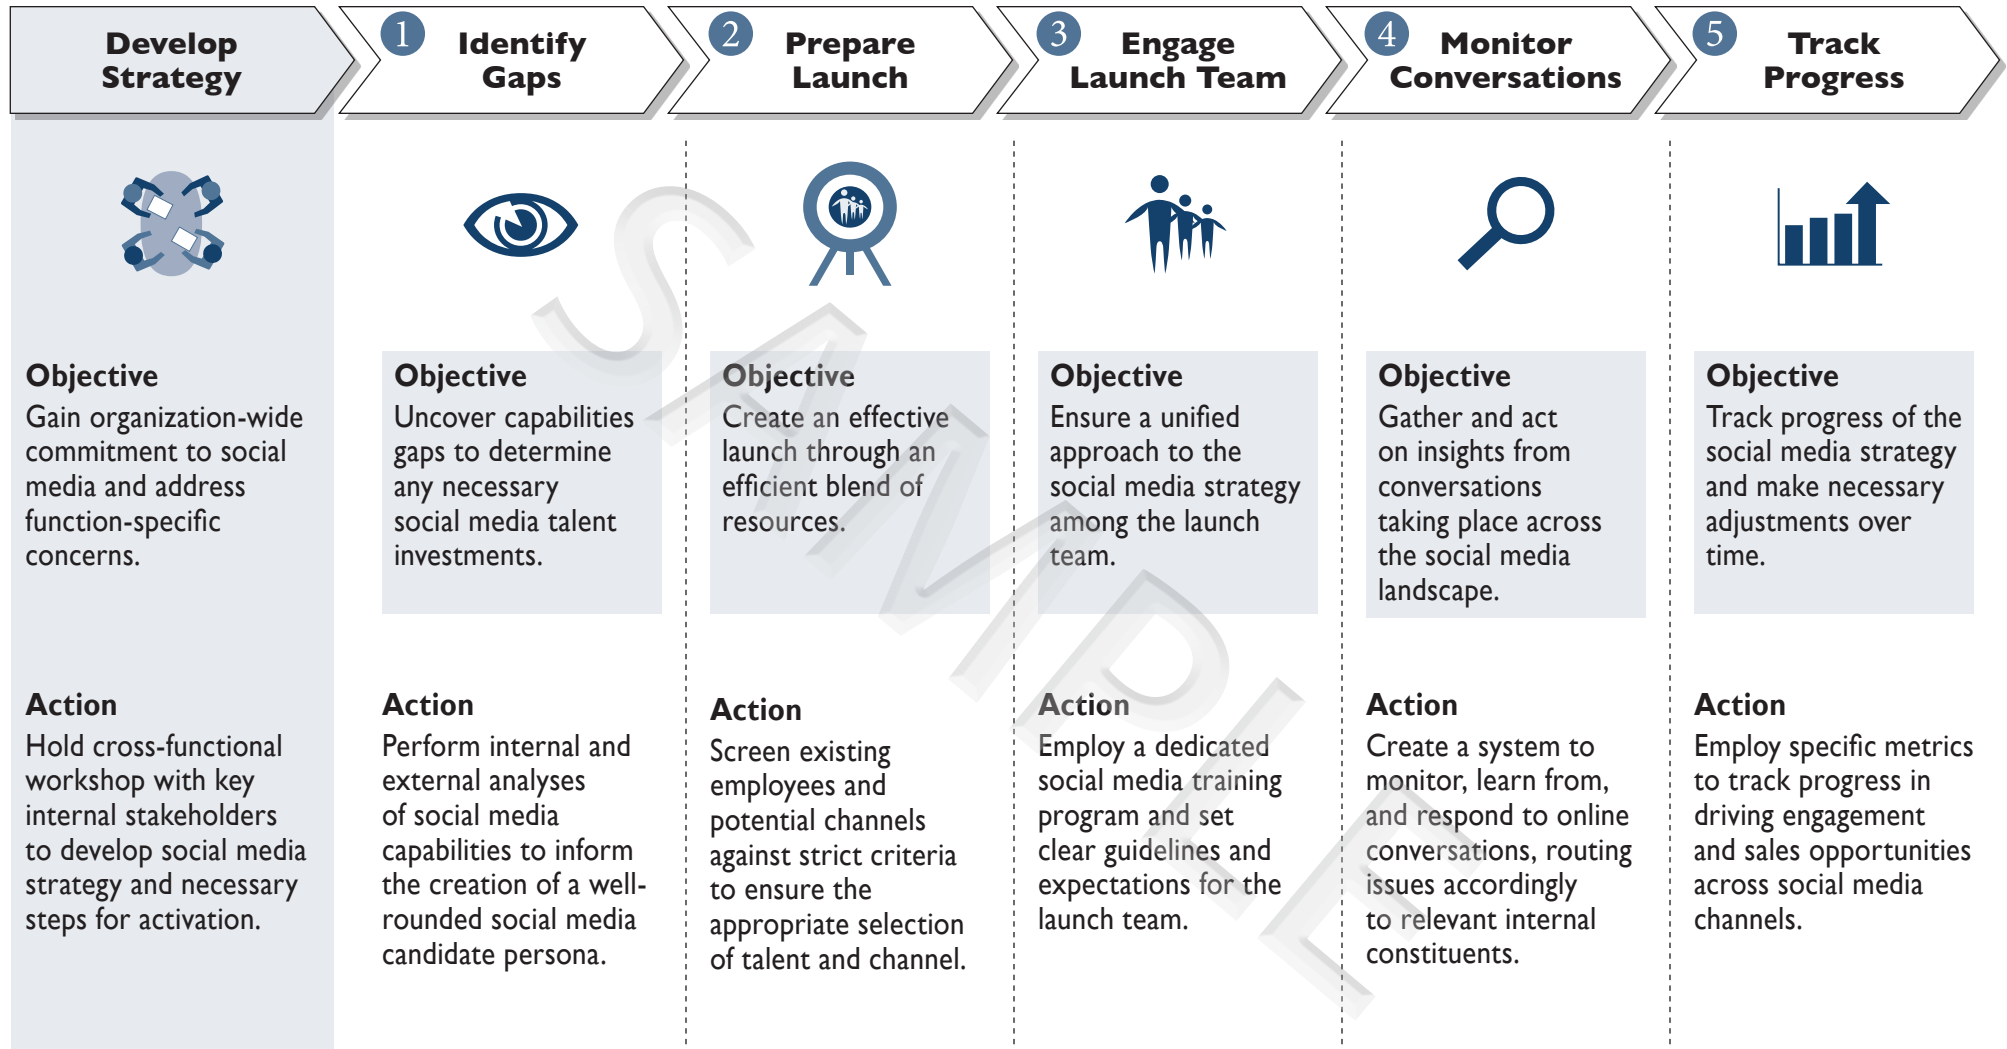 Develop
Strategy
1
Identify
Gaps
2
Prepare
Launch
3
Engage
Launch Team
4
Monitor
Conversations
5
Track
Progress
Objective
Gain organization-wide
commitment to social
media and address
function-specific
concerns.
Action
Hold cross-functional
workshop with key
internal stakeholders
to develop social media
strategy and necessary
steps for activation.
Objective
Uncover capabilities
gaps to determine
any necessary
social media talent
investments.
Action
Perform internal and
external analyses
of social media
capabilities to inform
the creation of a well-
rounded social media
candidate persona.
Objective
Create an effective
launch through an
efficient blend of
resources.
Action
Screen existing
employees and
potential channels
against strict criteria
to ensure the
appropriate selection
of talent and channel.
Objective
Ensure a unified
approach to the
social media strategy
among the launch
team.
Action
Employ a dedicated
social media training
program and set
clear guidelines and
expectations for the
launch team.
Objective
Gather and act
on insights from
conversations
taking place across
the social media
landscape.
Action
Create a system to
monitor, learn from,
and respond to online
conversations, routing
issues accordingly
to relevant internal
constituents.
Objective
Track progress of the
social media strategy
and make necessary
adjustments over
time.
Action
Employ specific metrics
to track progress in
driving engagement
and sales opportunities
across social media
channels.
SAMPLE